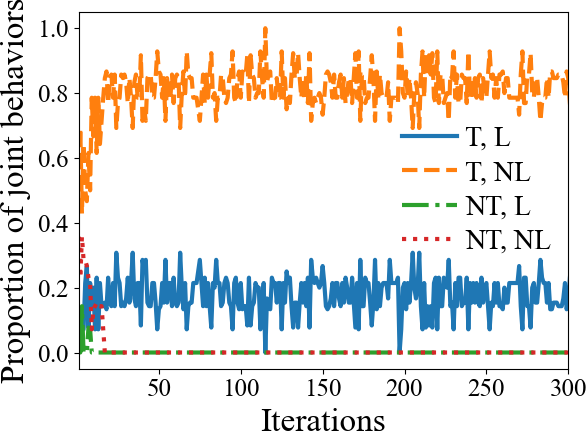 Proportion of joint behaviors
1.0
0.8
0.6
0.4
0.2
0.0
T, L
T, NL
NT, L
NT, NL
50 100 150 200 250 300
Iterations